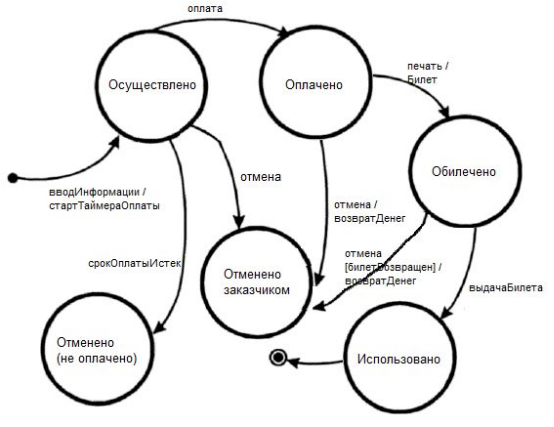 оплата
Осуществлено
Оплачено
печать /
Билет
Обилечено
вводИнформации /
стартТаймераОплаты
отмена
отмена /
возвратДенег
отмена
[билетВозвращен] /
возвратДенег
срокОплатыИстек
Отменено
заказчиком
выдачаБилета
Отменено
(не оплачено)
Использовано